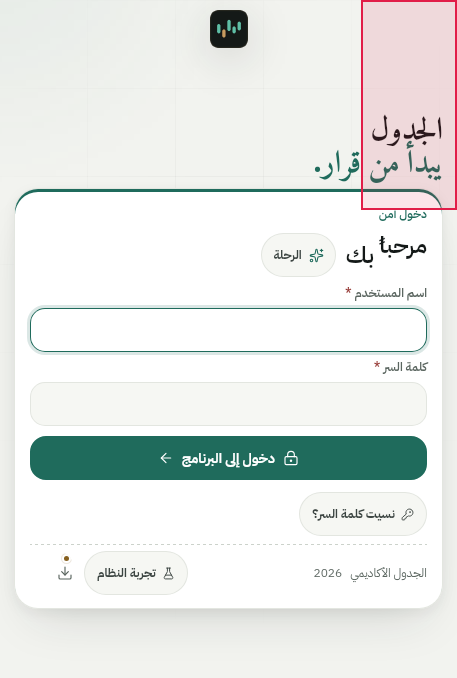 الجدول
يبدأ من قرار.
دخول آمن
مرحباً بك
الرحلة
اسم المستخدم *
كلمة السر *
دخول إلى البرنامج
نسيت كلمة السر؟
الجدول الأكاديمي 2026
تجربة النظام